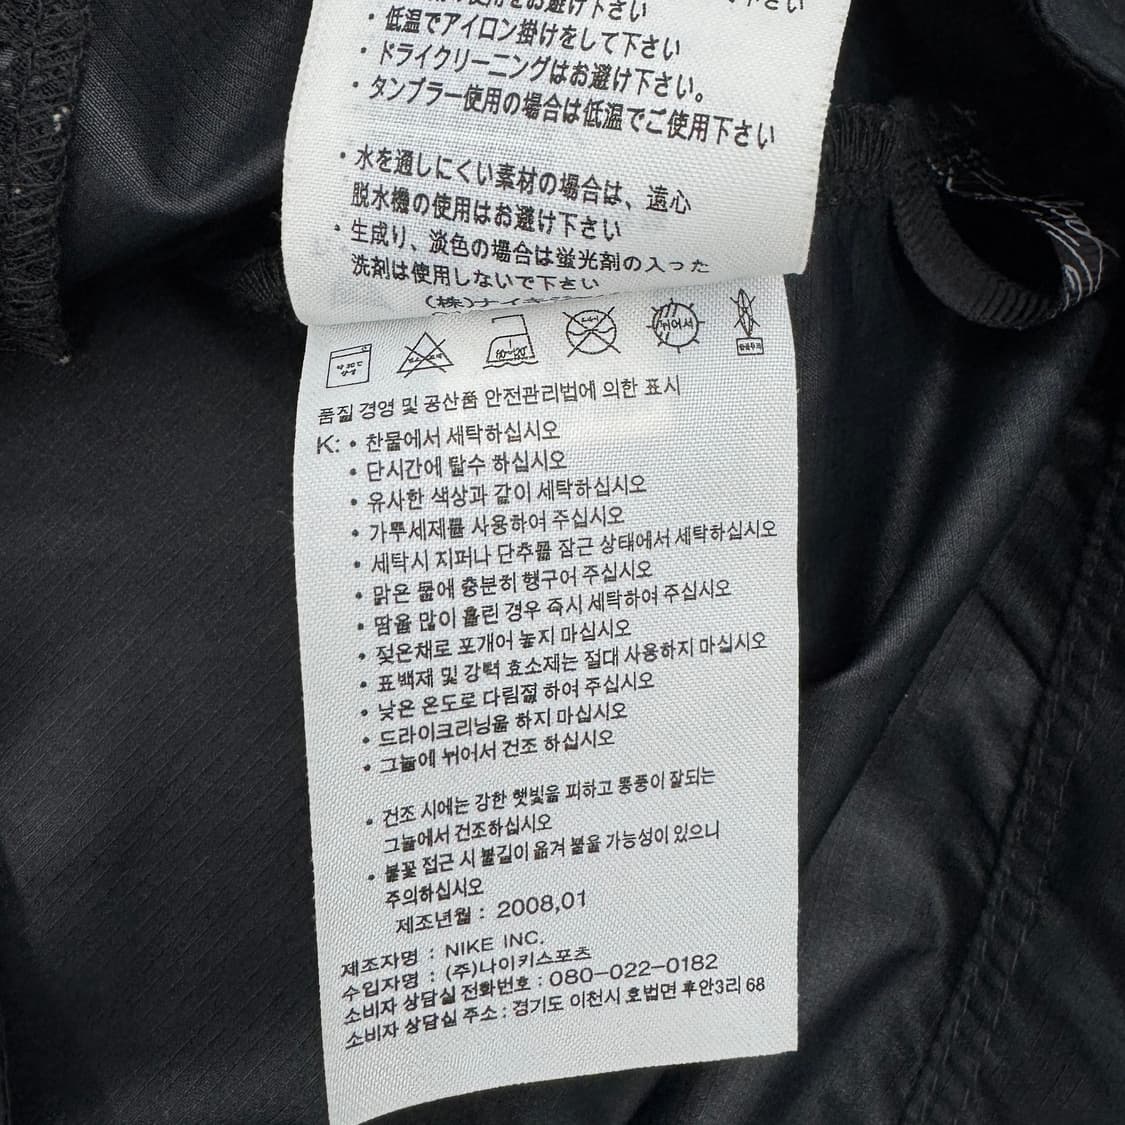 の使用をお避け下さい
・低温でアイロン掛けをして下さい
・ドライクリーニングはお避け下さい。
・タンブラー使用の場合は低温でご使用下さい
・水を通しにくい素材の場合は、遠心
脱水機の使用はお避け下さい
・生成り、淡色の場合は蛍光剤の入った
洗剤は使用しないで下さい
(株)ナイキ
품질 경영 및 공산품 안전관리법에 의한 표시
K: • 찬물에서 세탁하십시오
• 단시간에 탈수 하십시오
• 유사한 색상과 같이 세탁하십시오
• 가루세제를 사용하여 주십시오
• 세탁시 지퍼나 단추를 잠근 상태에서 세탁하십시오
• 맑은 물에 충분히 헹구어 주십시오
• 땀을 많이 흘린 경우 즉시 세탁하여 주십시오
• 젖은채로 포개어 놓지 마십시오
• 표백제 및 강력 효소제는 절대 사용하지 마십시오
• 낮은 온도로 다림질 하여 주십시오
• 드라이크리닝을 하지 마십시오
• 그늘에 뉘어서 건조 하십시오
• 건조 시에는 강한 햇빛을 피하고 통풍이 잘되는
그늘에서 건조하십시오
• 불꽃 접근 시 불길이 옮겨 붙을 가능성이 있으니
주의하십시오
제조년월 : 2008,01
제조자명 : NIKE INC.
수입자명 : (주)나이키스포츠
소비자 상담실 전화번호 : 080-022-0182
소비자 상담실 주소 : 경기도 이천시 호법면 후안3리 68